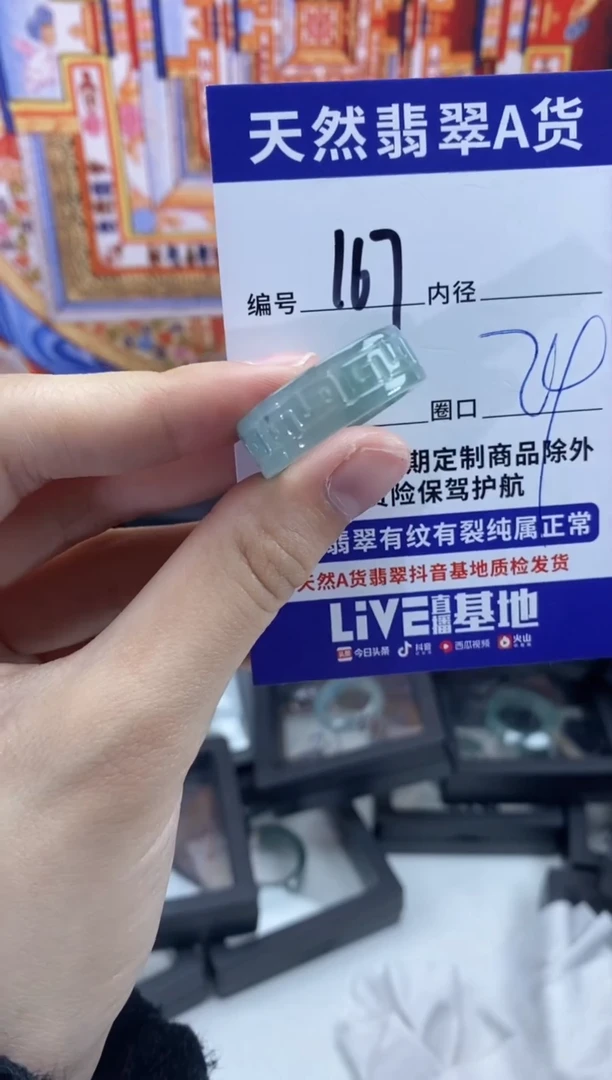 天然翡翠A货
编号 167 内径
圈口 24
期定制商品除外
险保驾护航
翡翠有纹有裂纯属正常
天然A货翡翠抖音基地质检发货
LiVE直播基地
头条 今日头条 抖音 西瓜视频 火山